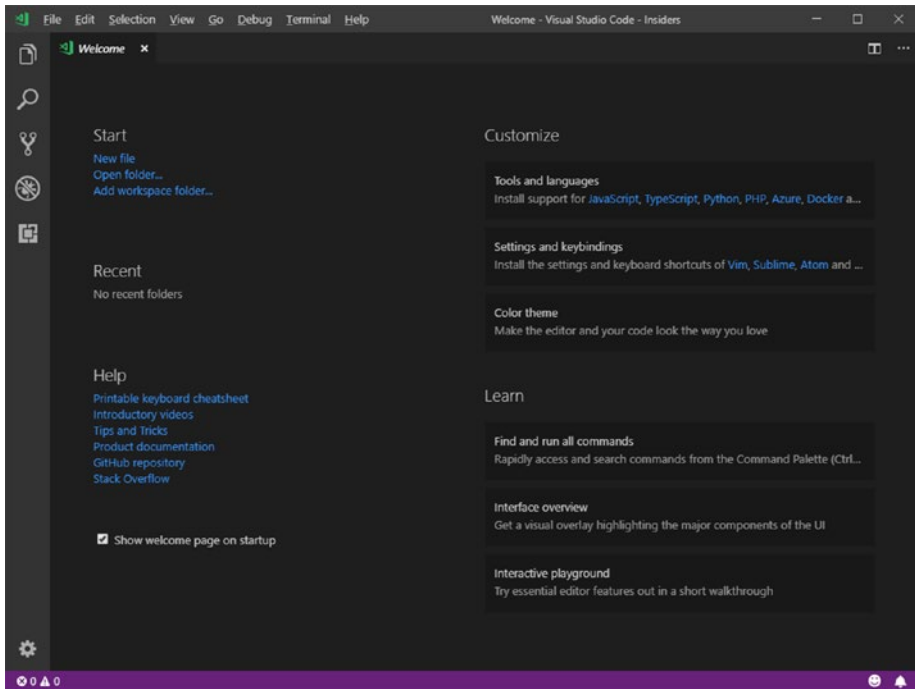 File Edit Selection View Go Debug Terminal Help Welcome - Visual Studio Code - Insiders
Welcome
Start
New file
Open folder...
Add workspace folder...
Recent
No recent folders
Help
Printable keyboard cheatsheet
Introductory videos
Tips and Tricks
Product documentation
GitHub repository
Stack Overflow
Show welcome page on startup
Customize
Tools and languages
Install support for JavaScript, TypeScript, Python, PHP, Azure, Docker a...
Settings and keybindings
Install the settings and keyboard shortcuts of Vim, Sublime, Atom and ...
Color theme
Make the editor and your code look the way you love
Learn
Find and run all commands
Rapidly access and search commands from the Command Palette (Ctrl...
Interface overview
Get a visual overlay highlighting the major components of the UI
Interactive playground
Try essential editor features out in a short walkthrough
0 0